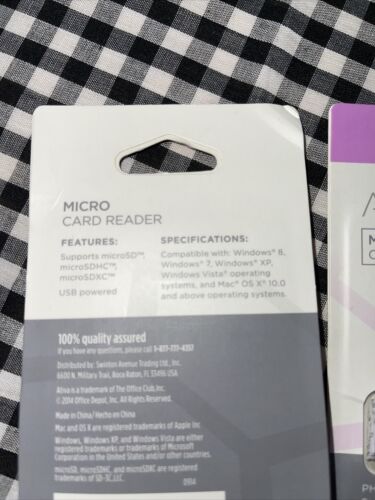 MICRO
CARD READER
FEATURES:
Supports microSD™,
microSDHC™,
microSDXC™
USB powered
SPECIFICATIONS:
Compatible with: Windows® 8,
Windows® 7, Windows® XP,
Windows Vista® operating
systems, and Mac® OS X® 10.0
and above operating systems.
100% quality assured
If you have any questions, please call 1-877-777-4357
Distributed by: Swinton Avenue Trading Ltd., Inc.
6600 N. Military Trail, Boca Raton, FL 33496 USA
Ativa is a trademark of The Office Club, Inc.
© 2014 Office Depot, Inc. All Rights Reserved.
Made in China/Hecho en China
Mac and OS X are registered trademarks of Apple Inc
Windows, Windows XP, and Windows Vista are either
registered trademarks or trademarks of Microsoft
Corporation in the United States and/or other countries.
microSD, microSDHC, and microSDXC are registered
trademarks of SD-3C, LLC.
0914
A
M
C
PH